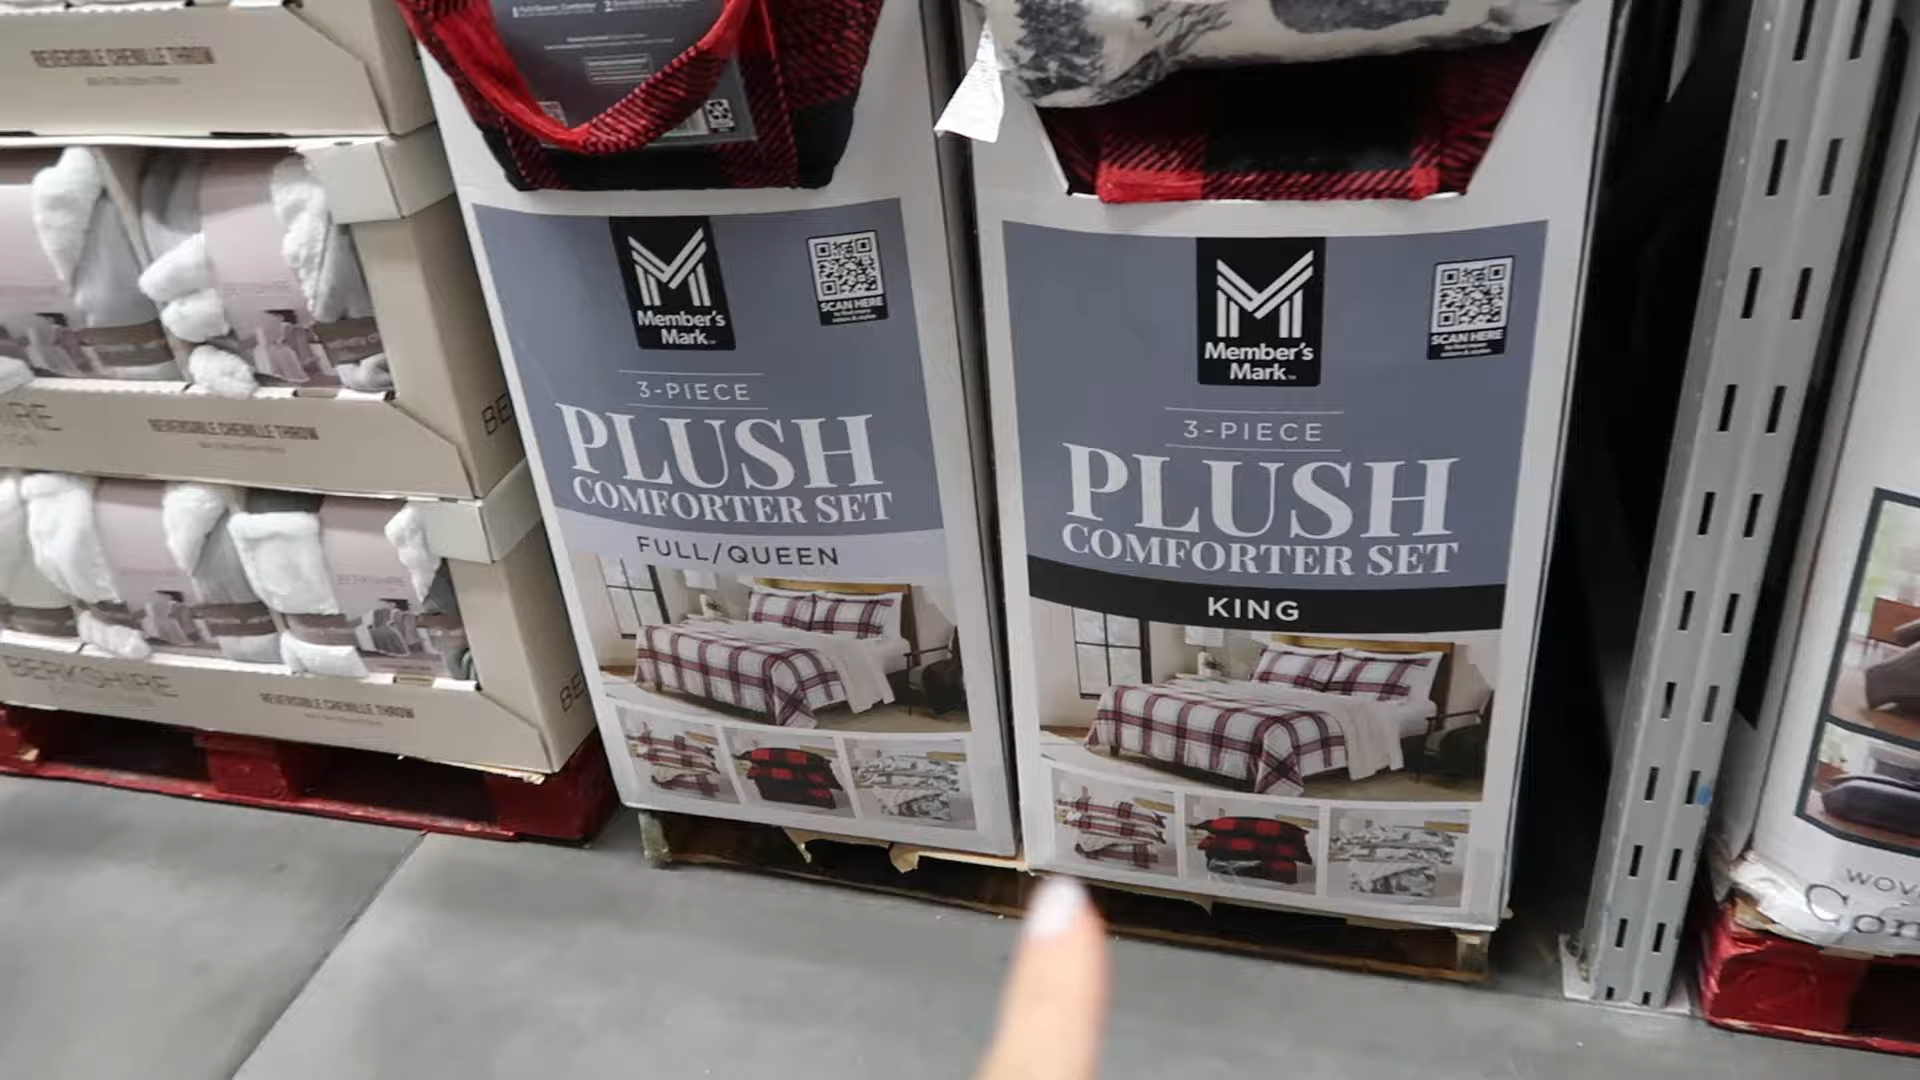 REVERSIBLE CHENILLE THROW
Member's
Mark
SCAN HERE
3-PIECE
PLUSH
COMFORTER SET
FULL/QUEEN
Member's
Mark
SCAN HERE
3-PIECE
PLUSH
COMFORTER SET
KING
REVERSIBLE CHENILLE THROW
BERKSHIRE
BERKSHIRE
REVERSIBLE CHENILLE THROW